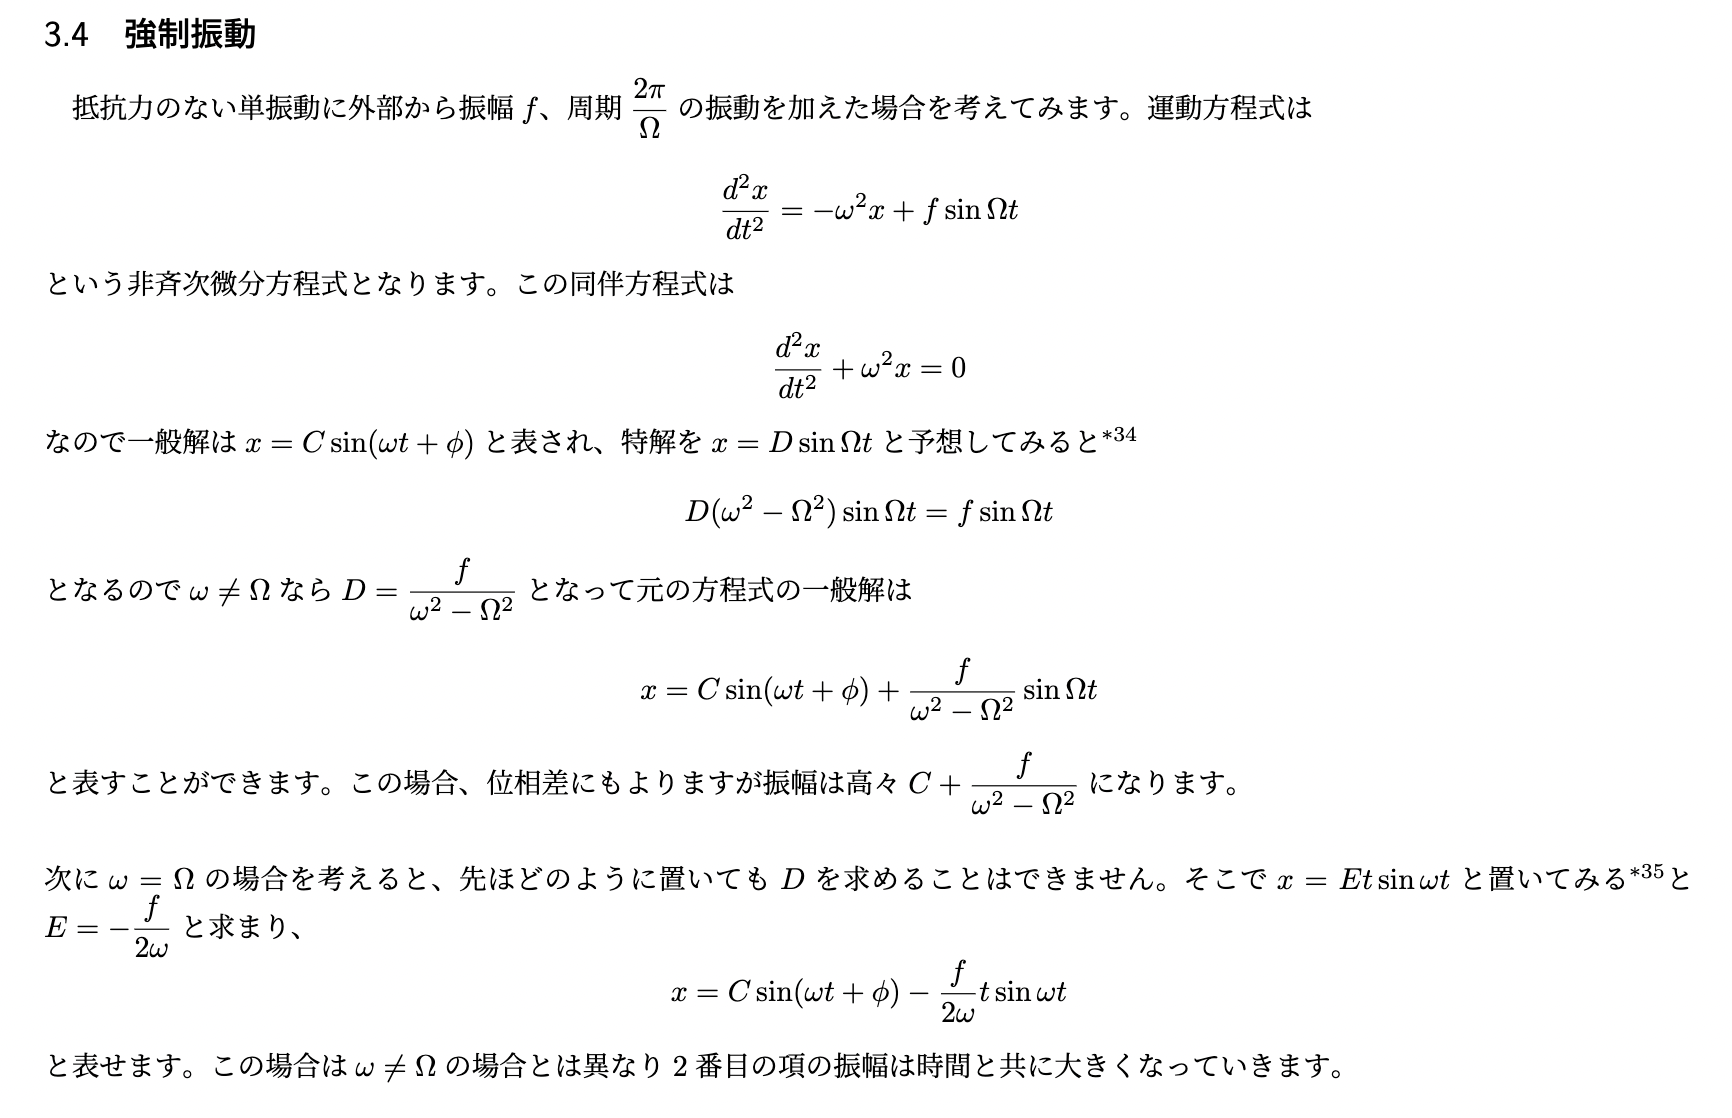 3.4 強制振動
抵抗力のない単振動に外部から振幅 $f$、周期 $\dfrac{2\pi}{\Omega}$ の振動を加えた場合を考えてみます。運動方程式は
$\dfrac{d^2x}{dt^2} = -\omega^2 x + f \sin \Omega t$
という非斉次微分方程式となります。この同伴方程式は
$\dfrac{d^2x}{dt^2} + \omega^2 x = 0$
なので一般解は $x = C \sin(\omega t + \phi)$ と表され、特解を $x = D \sin \Omega t$ と予想してみると*34
$D(\omega^2 - \Omega^2) \sin \Omega t = f \sin \Omega t$
となるので $\omega \neq \Omega$ なら $D = \dfrac{f}{\omega^2 - \Omega^2}$ となって元の方程式の一般解は
$x = C \sin(\omega t + \phi) + \dfrac{f}{\omega^2 - \Omega^2} \sin \Omega t$
と表すことができます。この場合、位相差にもよりますが振幅は高々 $C + \dfrac{f}{\omega^2 - \Omega^2}$ になります。
次に $\omega = \Omega$ の場合を考えると、先ほどのように置いても $D$ を求めることはできません。そこで $x = Et \sin \omega t$ と置いてみる*35と
$E = -\dfrac{f}{2\omega}$ と求まり、
$x = C \sin(\omega t + \phi) - \dfrac{f}{2\omega} t \sin \omega t$
と表せます。この場合は $\omega \neq \Omega$ の場合とは異なり 2 番目の項の振幅は時間と共に大きくなっていきます。